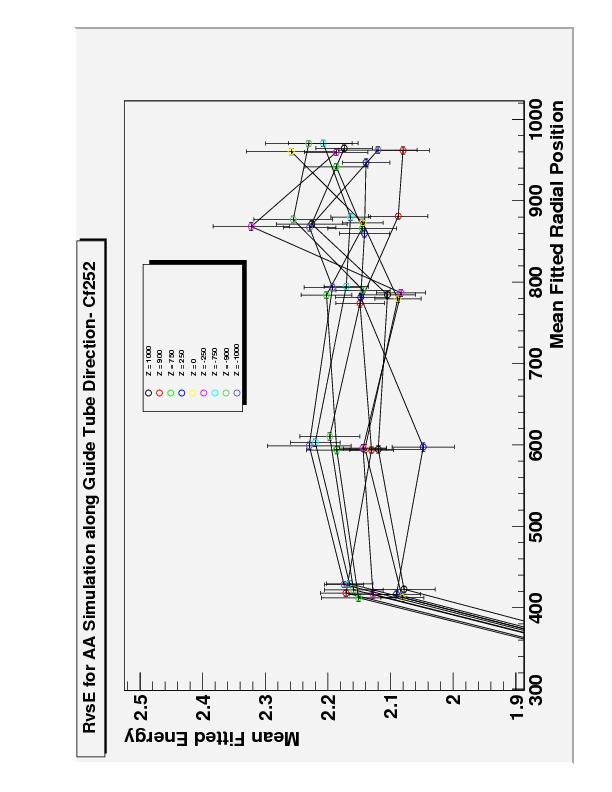 RvsE for AA Simulation along Guide Tube Direction- Cf252
Z = 1000
Z = 900
Z = 750
Z = 250
Z = 0
Z = -250
Z = -750
Z = -900
Z = -1000
Mean Fitted Energy
2.5
2.4
2.3
2.2
2.1
2
1.9
300
400
500
600
700
800
900
1000
Mean Fitted Radial Position